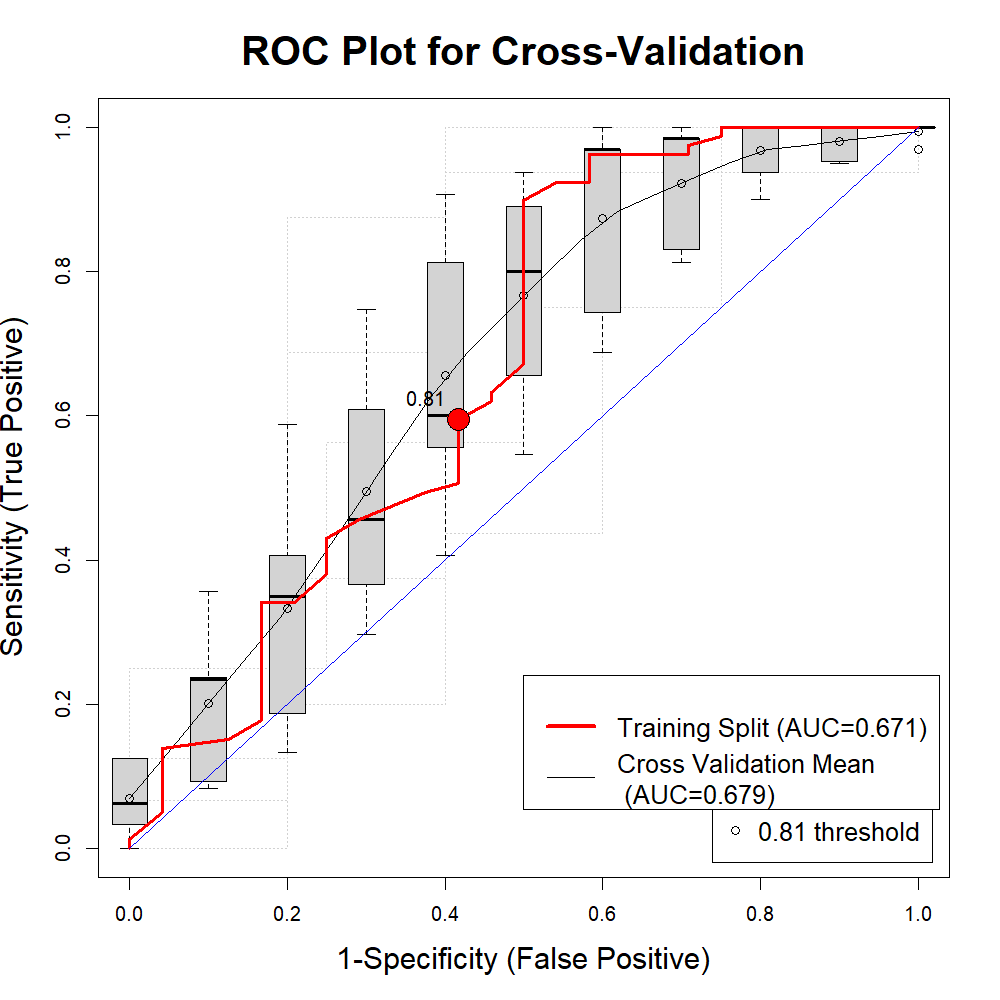 ROC Plot for Cross-Validation
Sensitivity (True Positive)
1.0
0.8
0.6
0.4
0.2
0.0
0.81
Training Split (AUC=0.671)
Cross Validation Mean
(AUC=0.679)
0.81 threshold
0.0 0.2 0.4 0.6 0.8 1.0
1-Specificity (False Positive)